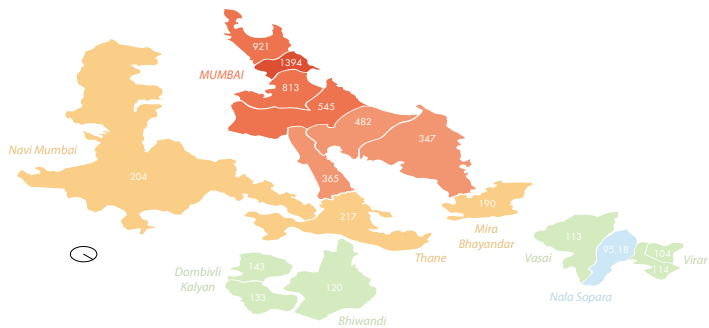 921
1394
MUMBAI
813
545
482
347
Navi Mumbai
204
365
190
217
Mira
Bhayandar
Thane
113
95,18
104
114
Vasai
Virar
Nala Sopara
Dombivli
Kalyan
143
133
120
Bhiwandi